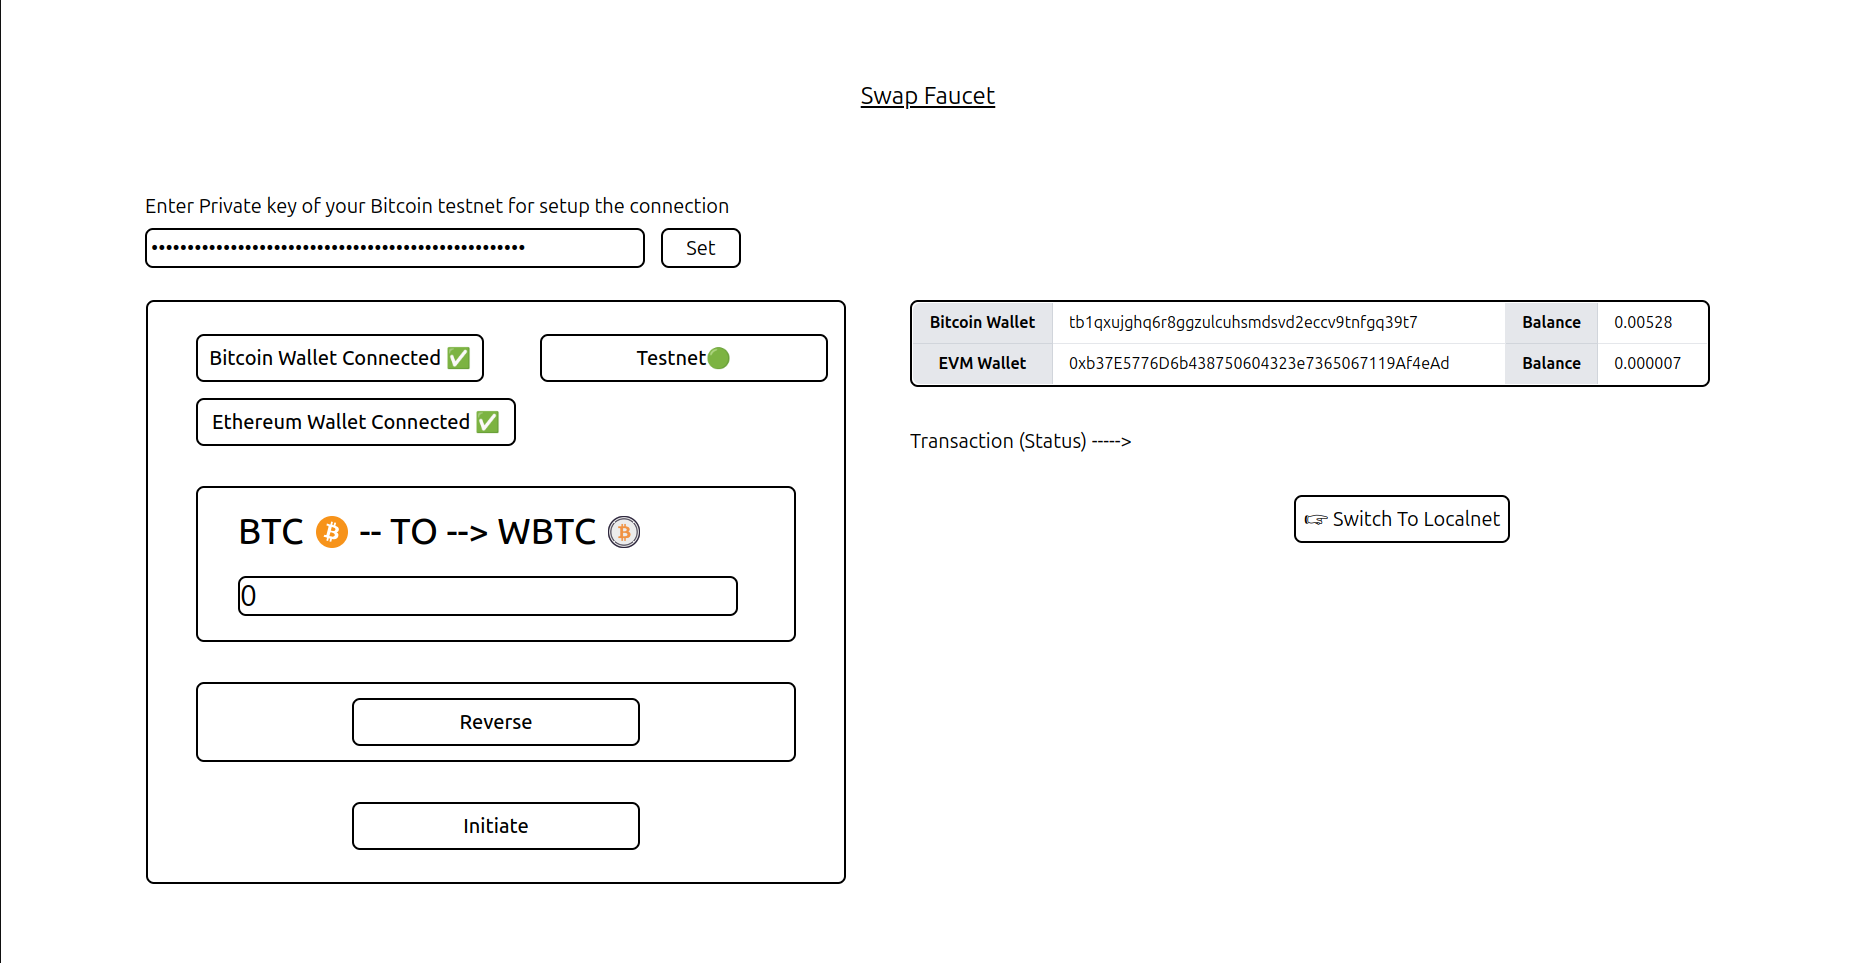 Swap Faucet
Enter Private key of your Bitcoin testnet for setup the connection
••••••••••••••••••••••••••••••••••••••••••••••••••••
Set
Bitcoin Wallet Connected ✅
Testnet🟢
Ethereum Wallet Connected ✅
BTC -- TO --> WBTC
0
Reverse
Initiate
Bitcoin Wallet tb1qxujghq6r8ggzulcuhsmdsvd2eccv9tnfgq39t7 Balance 0.00528
EVM Wallet 0xb37E5776D6b438750604323e7365067119Af4eAd Balance 0.000007
Transaction (Status) ----->
👉 Switch To Localnet